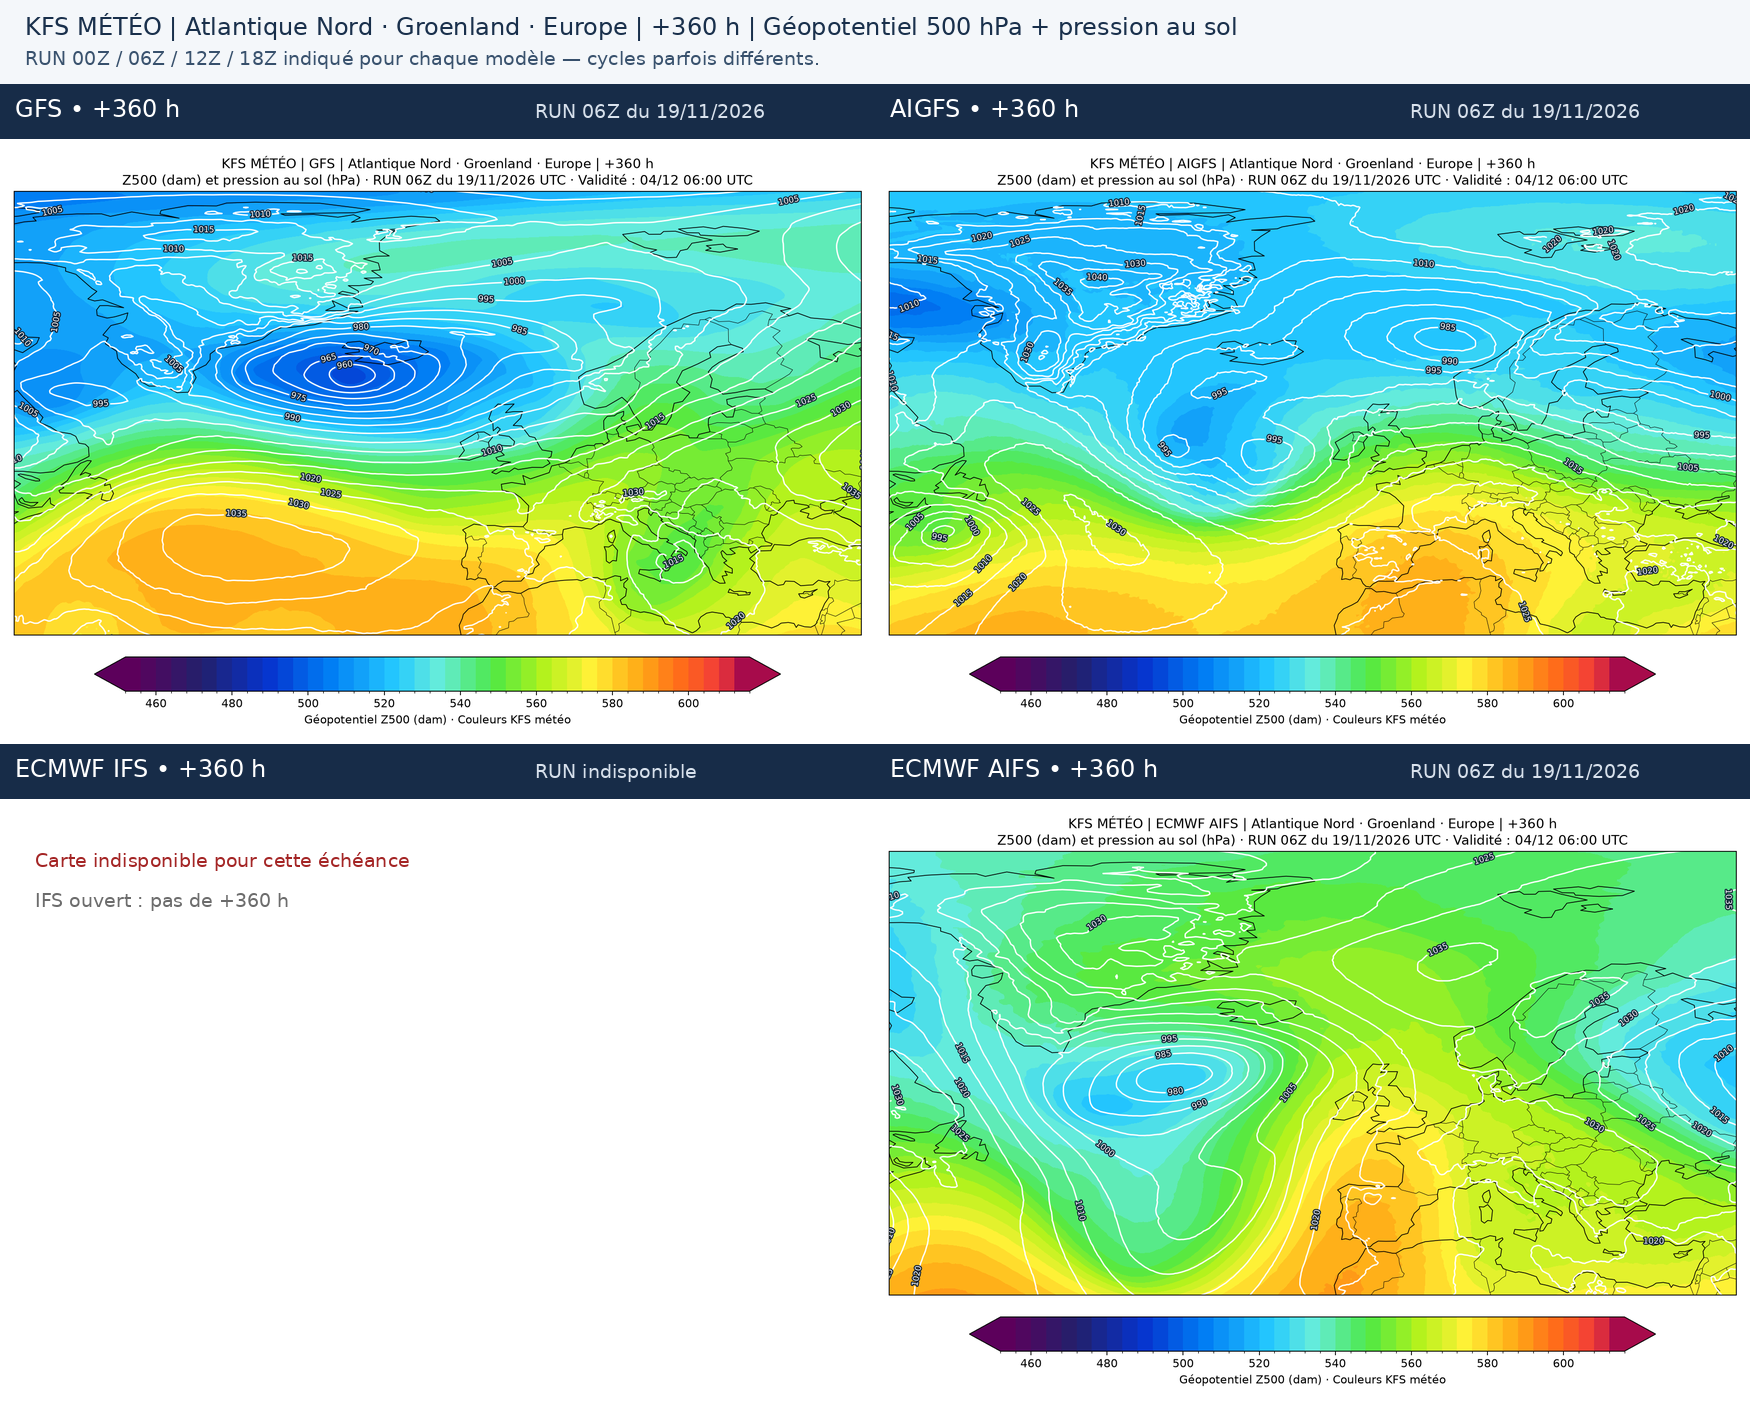 KFS MÉTÉO | Atlantique Nord · Groenland · Europe | +360 h | Géopotentiel 500 hPa + pression au sol
RUN 00Z / 06Z / 12Z / 18Z indiqué pour chaque modèle — cycles parfois différents.
GFS • +360 h
RUN 06Z du 19/11/2026
KFS MÉTÉO | GFS | Atlantique Nord · Groenland · Europe | +360 h
Z500 (dam) et pression au sol (hPa) · RUN 06Z du 19/11/2026 UTC · Validité : 04/12 06:00 UTC
460 480 500 520 540 560 580 600
Géopotentiel Z500 (dam) · Couleurs KFS météo
AIGFS • +360 h
RUN 06Z du 19/11/2026
KFS MÉTÉO | AIGFS | Atlantique Nord · Groenland · Europe | +360 h
Z500 (dam) et pression au sol (hPa) · RUN 06Z du 19/11/2026 UTC · Validité : 04/12 06:00 UTC
460 480 500 520 540 560 580 600
Géopotentiel Z500 (dam) · Couleurs KFS météo
ECMWF IFS • +360 h
RUN indisponible
Carte indisponible pour cette échéance
IFS ouvert : pas de +360 h
ECMWF AIFS • +360 h
RUN 06Z du 19/11/2026
KFS MÉTÉO | ECMWF AIFS | Atlantique Nord · Groenland · Europe | +360 h
Z500 (dam) et pression au sol (hPa) · RUN 06Z du 19/11/2026 UTC · Validité : 04/12 06:00 UTC
460 480 500 520 540 560 580 600
Géopotentiel Z500 (dam) · Couleurs KFS météo